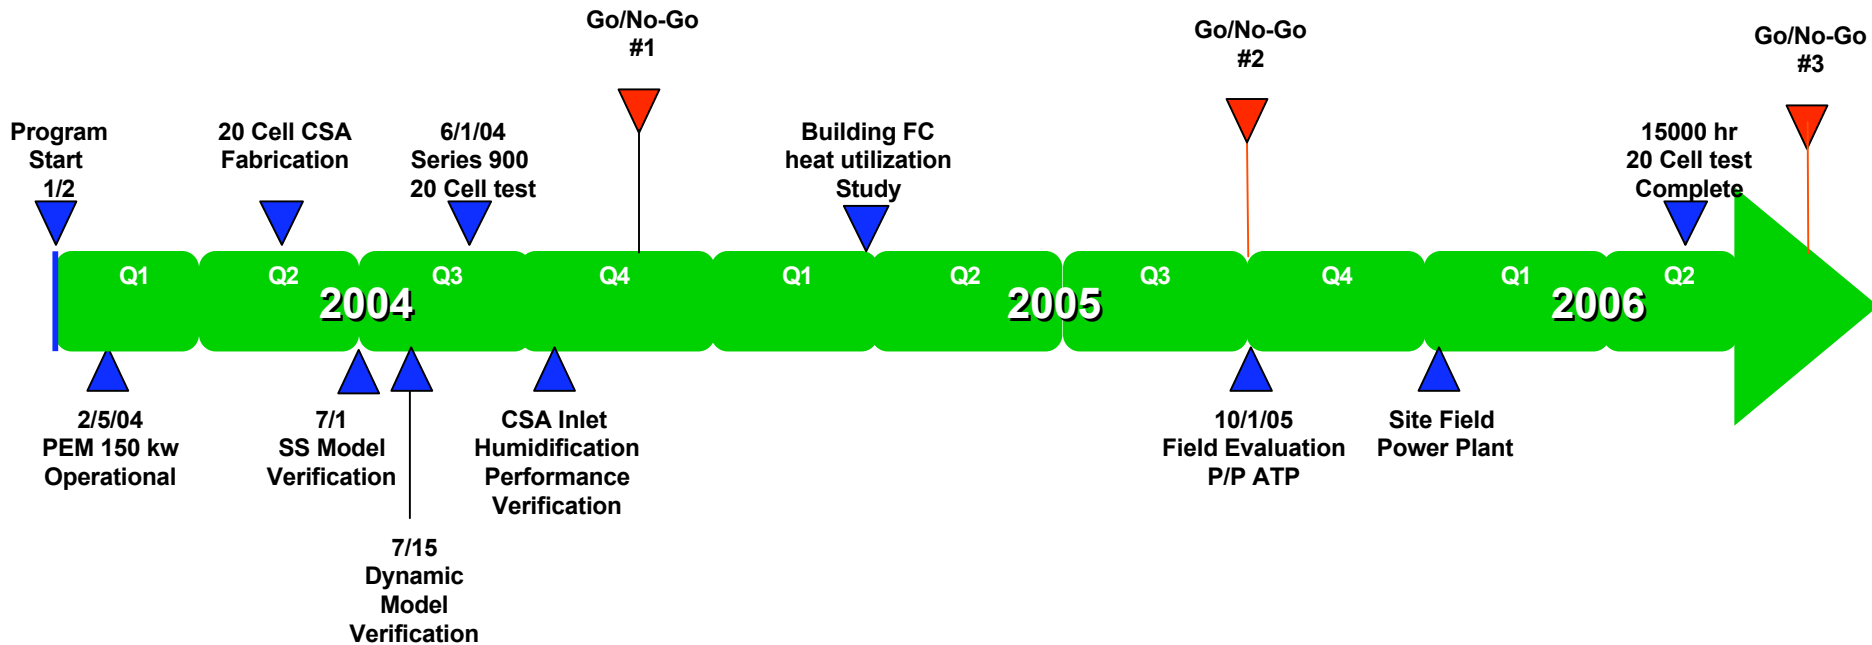 Go/No-Go
#1
Go/No-Go
#2
Go/No-Go
#3
Program
Start
1/2
20 Cell CSA
Fabrication
6/1/04
Series 900
20 Cell test
Building FC
heat utilization
Study
15000 hr
20 Cell test
Complete
Q1
Q2
Q3
Q4
Q1
Q2
Q3
Q4
Q1
Q2
2004
2005
2006
2/5/04
PEM 150 kw
Operational
7/1
SS Model
Verification
CSA Inlet
Humidification
Performance
Verification
10/1/05
Field Evaluation
P/P ATP
Site Field
Power Plant
7/15
Dynamic
Model
Verification